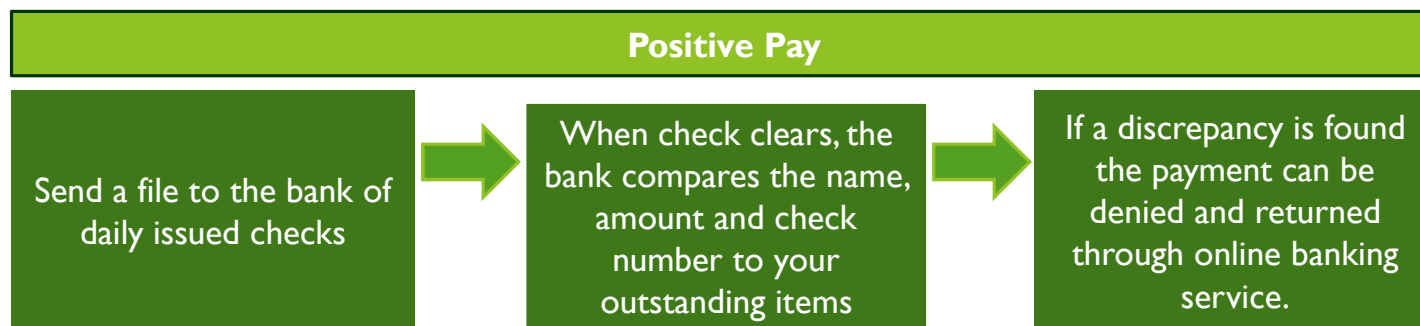 Positive Pay
Send a file to the bank of
daily issued checks
When check clears, the
bank compares the name,
amount and check
number to your
outstanding items
If a discrepancy is found
the payment can be
denied and returned
through online banking
service.